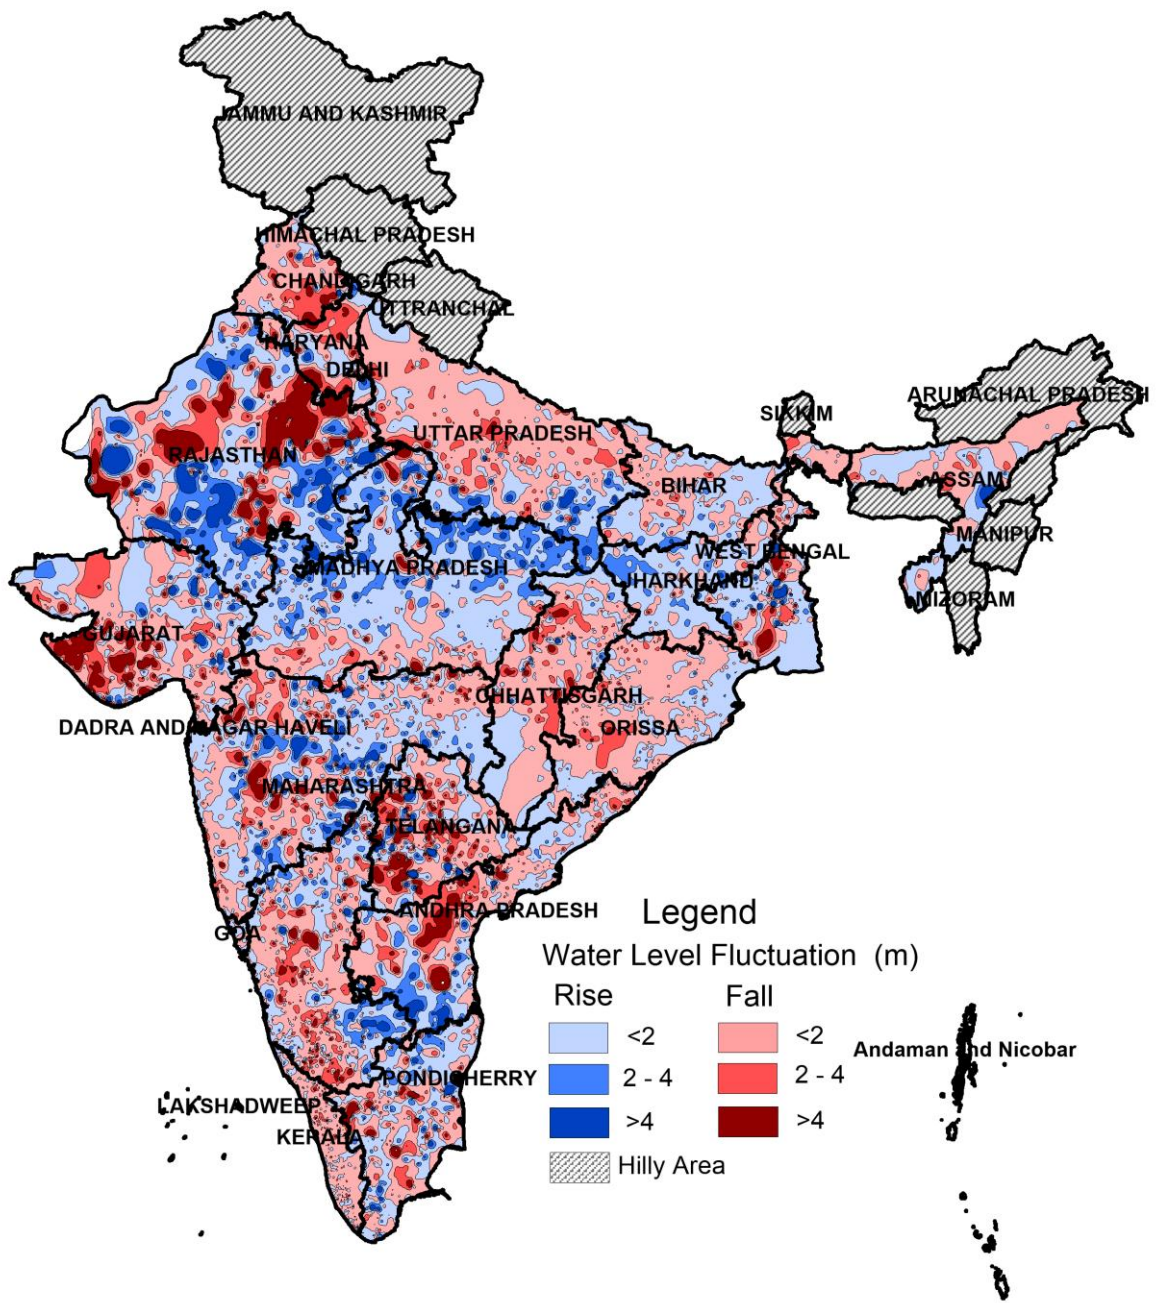 JAMMU AND KASHMIR
HIMACHAL PRADESH
CHANDIGARH
UTTRANCHAL
HARYANA
DELHI
ARUNACHAL PRADESH
SIKKIM
UTTAR PRADESH
RAJASTHAN
BIHAR
ASSAM
MANIPUR
WEST BENGAL
MADHYA PRADESH
JHARKHAND
MIZORAM
GUJARAT
CHHATTISGARH
DADRA AND NAGAR HAVELI
ORISSA
MAHARASHTRA
TELANGANA
ANDHRA PRADESH
GOA
PONDICHERRY
LAKSHADWEEP
KERALA
Andaman and Nicobar
Legend
Water Level Fluctuation (m)
Rise Fall
<2 <2
2 - 4 2 - 4
>4 >4
Hilly Area